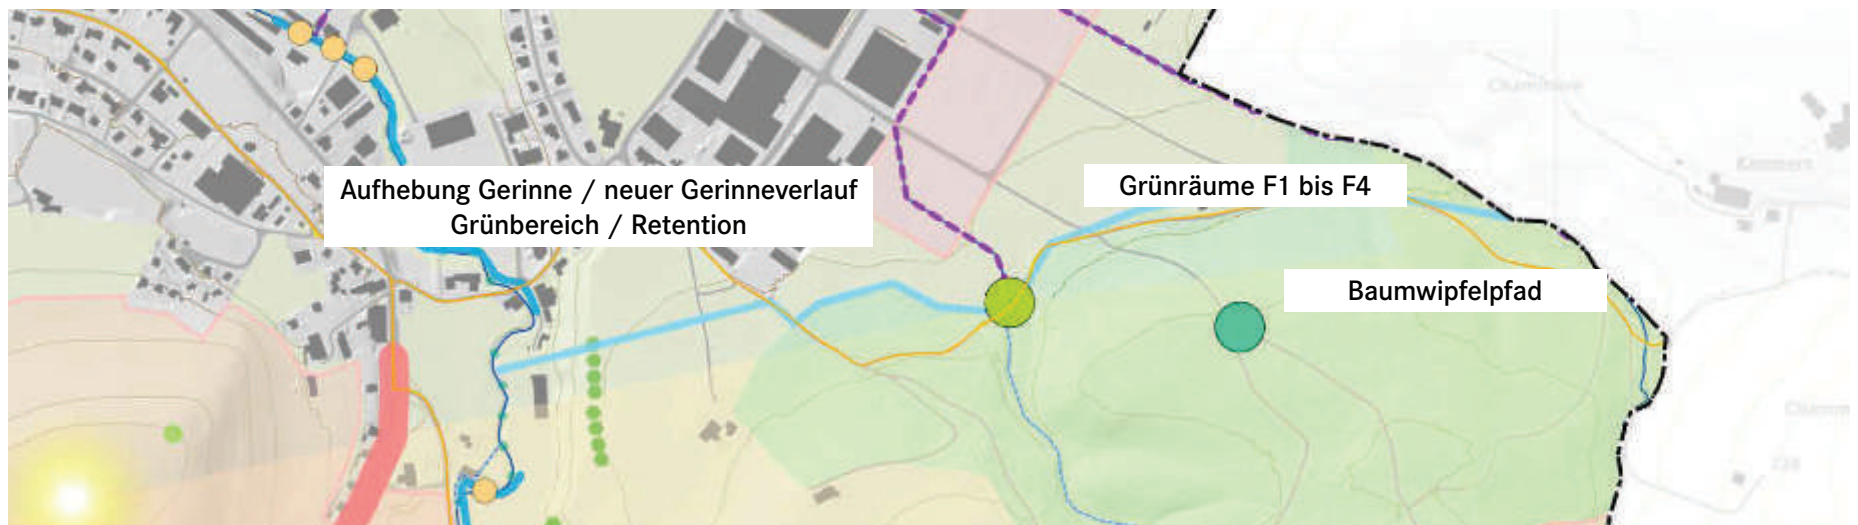 Aufhebung Gerinne / neuer Gerinneverlauf
Grünbereich / Retention
Grünräume F1 bis F4
Baumwipfelpfad